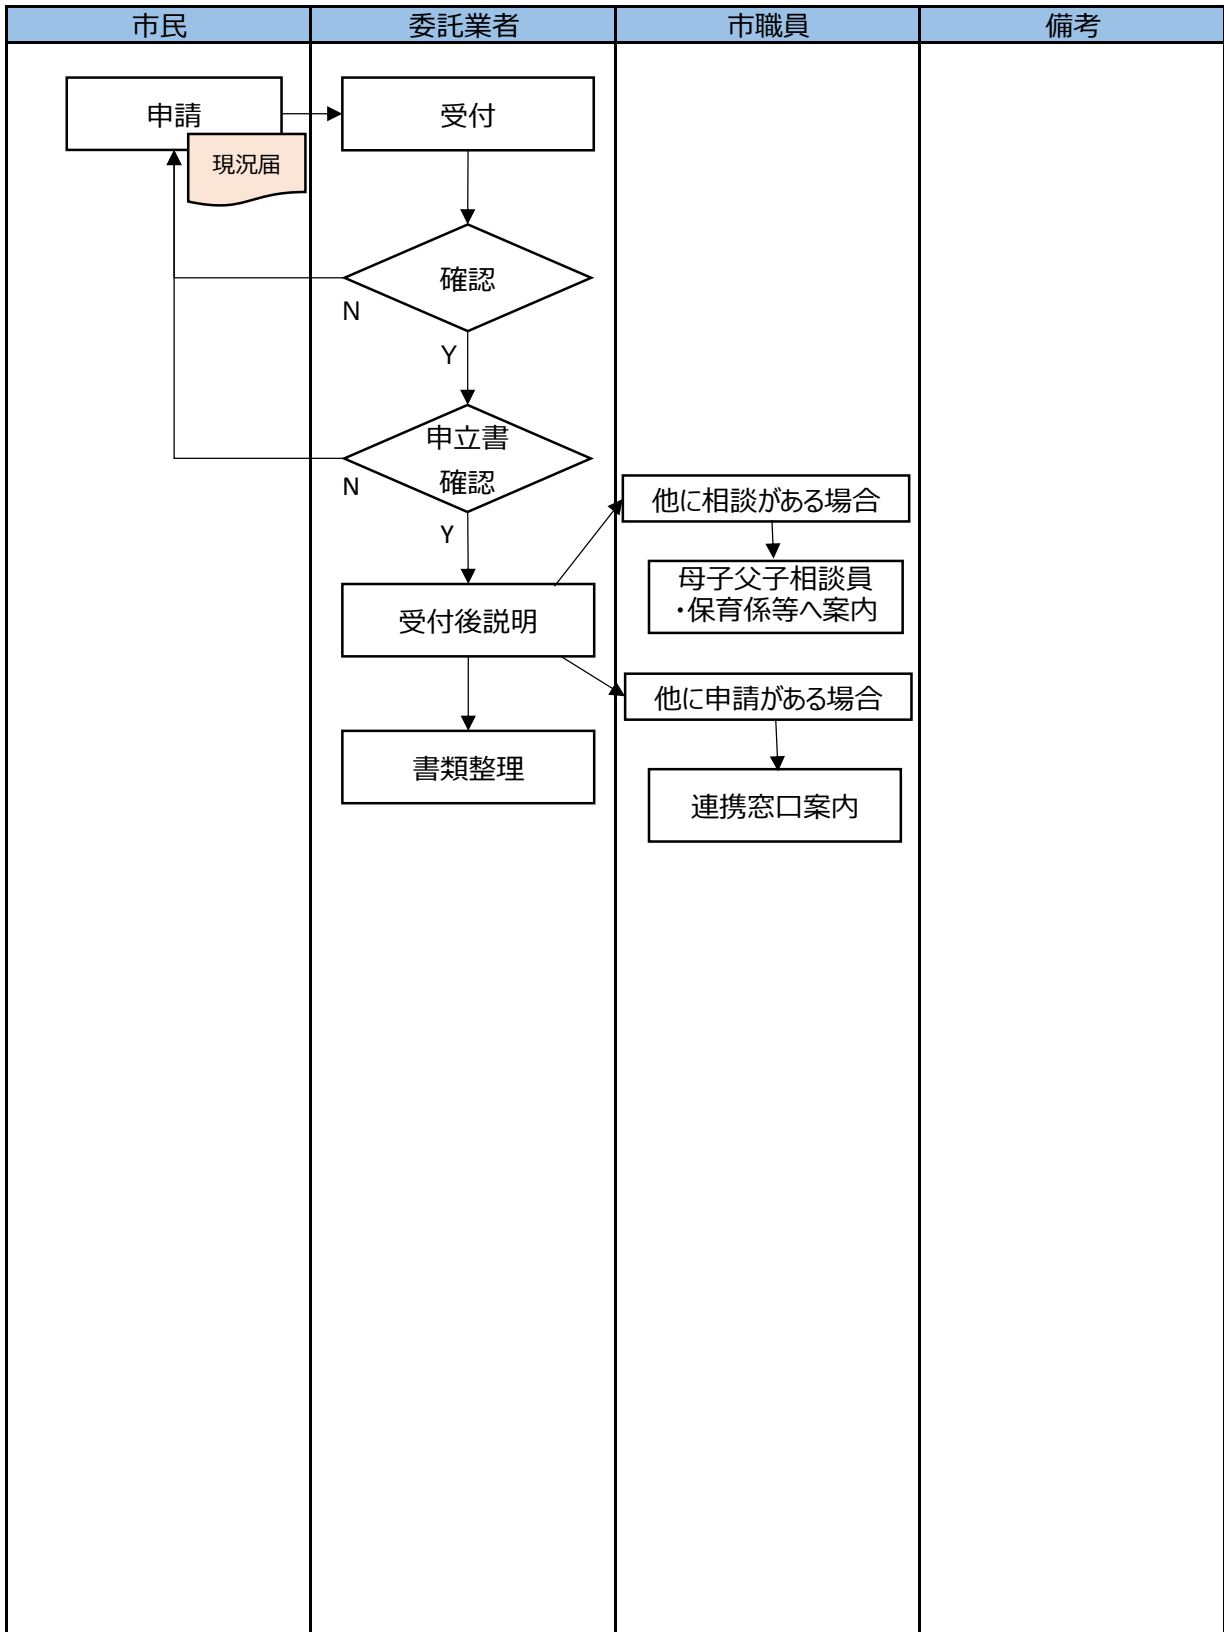 市民
委託業者
市職員
備考
申請
受付
現況届
確認
N
Y
申立書
確認
N
Y
他に相談がある場合
母子父子相談員
・保育係等へ案内
受付後説明
他に申請がある場合
書類整理
連携窓口案内